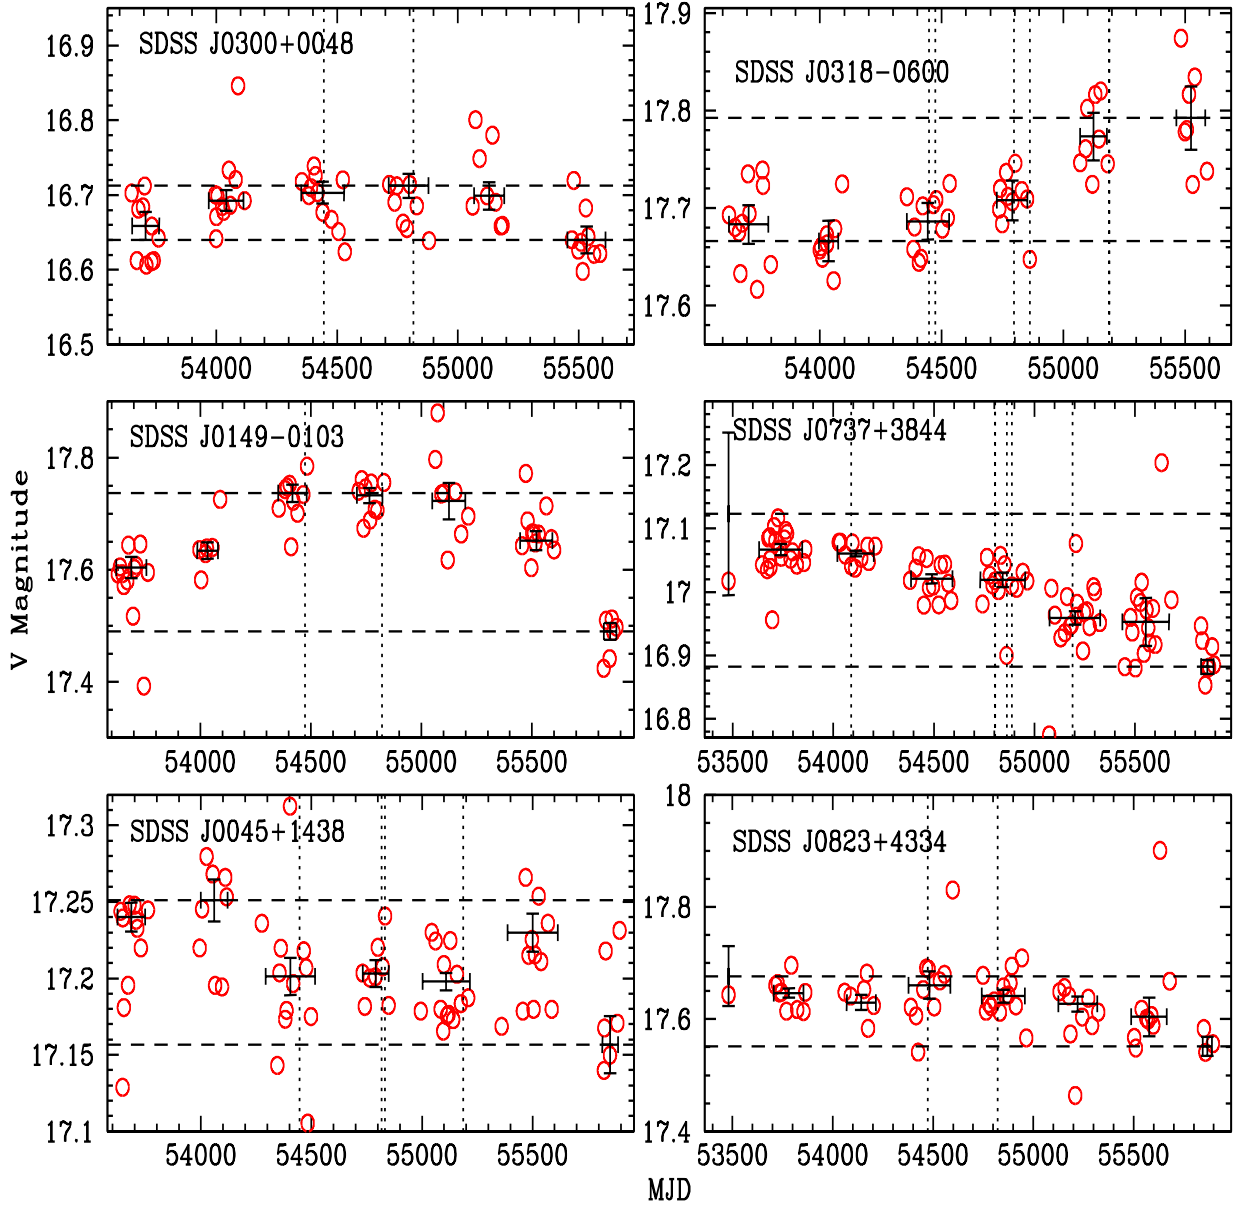 SDSS J0300+0048
16.9
16.8
16.7
16.6
16.5
54000 54500 55000 55500
SDSS J0318-0600
17.9
17.8
17.7
17.6
54000 54500 55000 55500
SDSS J0149-0103
17.8
17.6
17.4
54000 54500 55000 55500
SDSS J0737+3844
17.2
17.1
17
16.9
16.8
53500 54000 54500 55000 55500
SDSS J0045+1438
17.3
17.25
17.2
17.15
17.1
54000 54500 55000 55500
SDSS J0823+4334
18
17.8
17.6
17.4
53500 54000 54500 55000 55500
V Magnitude
MJD